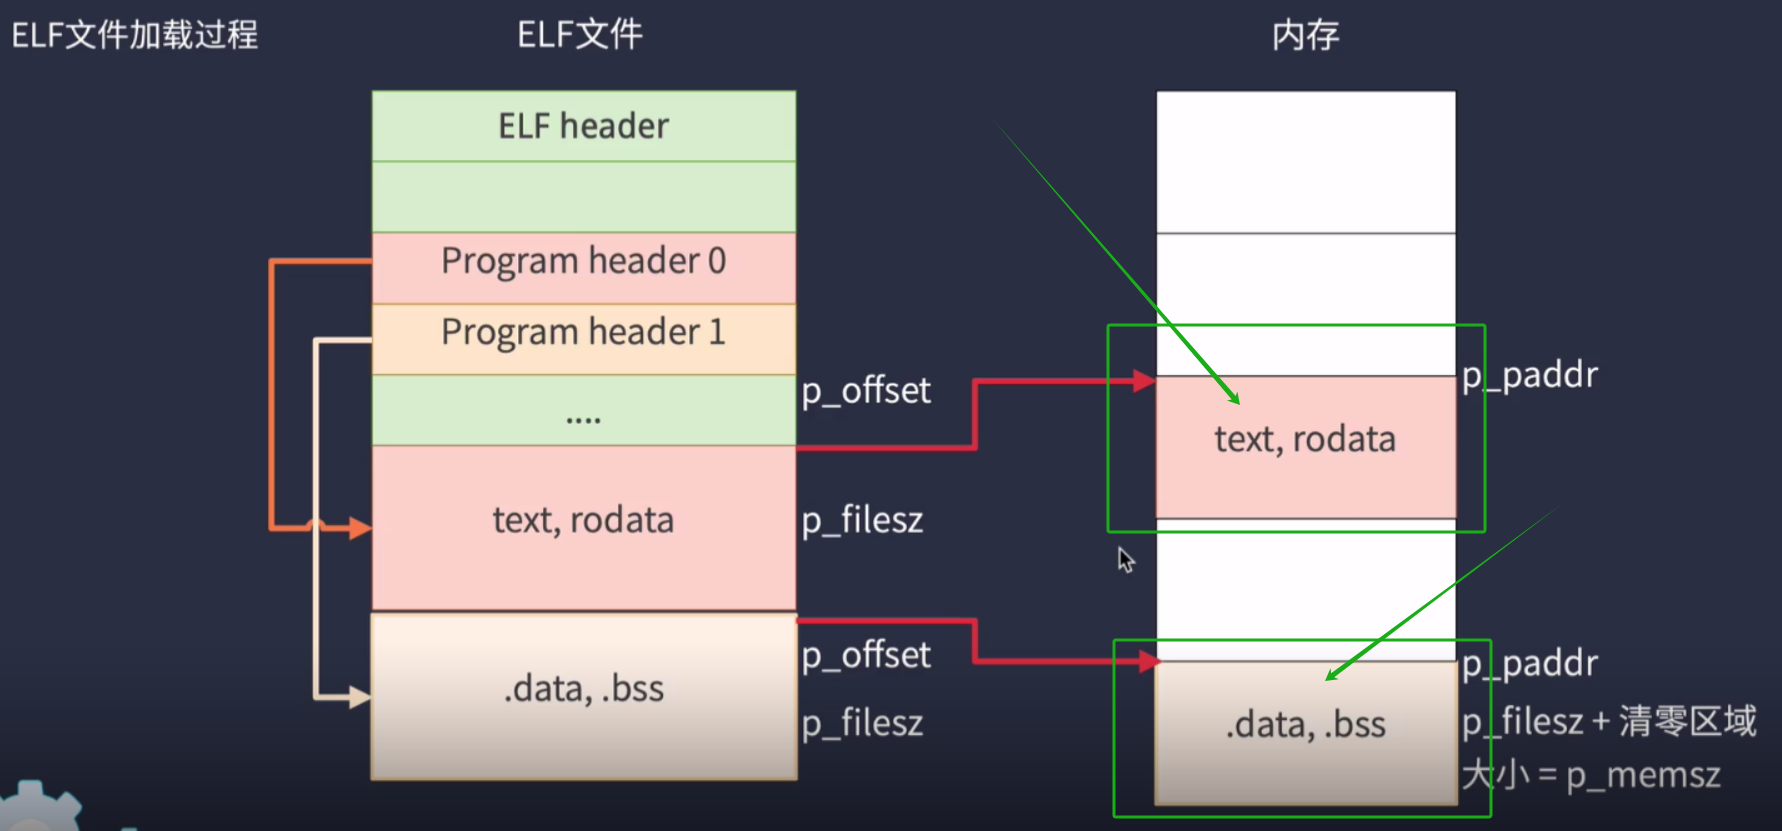 ELF文件加载过程
ELF文件
内存
ELF header
Program header 0
Program header 1
....
p_offset
text, rodata
p_filesz
.data, .bss
p_offset
p_filesz
p_paddr
text, rodata
p_paddr
.data, .bss
p_filesz + 清零区域
大小 = p_memsz